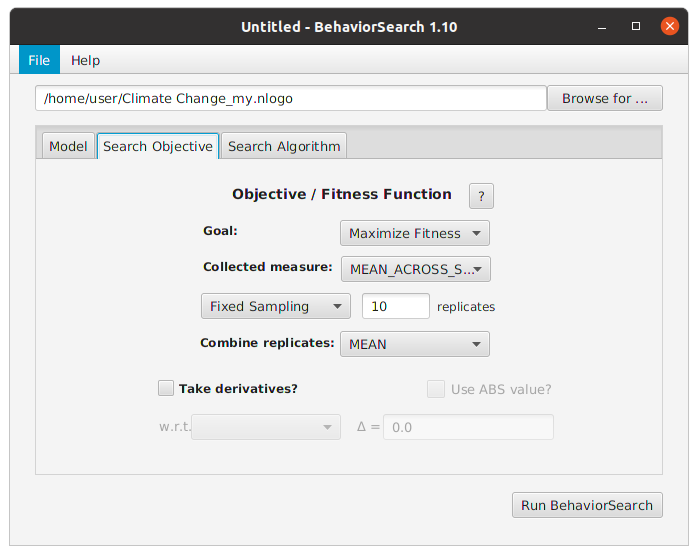 Untitled - BehaviorSearch 1.10
File Help
/home/user/Climate Change_my.nlogo Browse for ...
Model Search Objective Search Algorithm
Objective / Fitness Function ?
Goal: Maximize Fitness
Collected measure: MEAN_ACROSS_S...
Fixed Sampling 10 replicates
Combine replicates: MEAN
Take derivatives? Use ABS value?
w.r.t. Δ = 0.0
Run BehaviorSearch